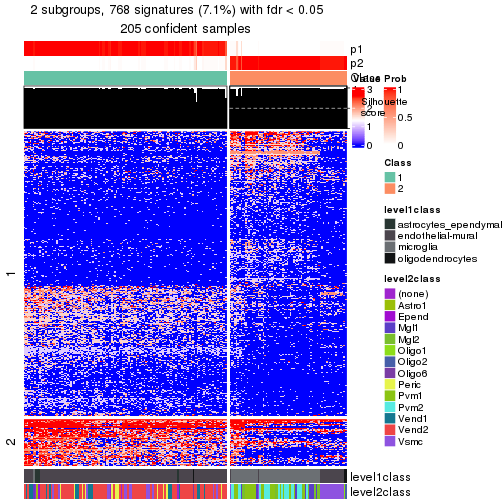 2 subgroups, 768 signatures (7.1%) with fdr < 0.05
205 confident samples
p1
p2
Class
Silhouette
score
1
2
level1class
level2class
Value
3
2
1
0
Prob
1
0.5
0
Class
1
2
level1class
astrocytes_ependymal
endothelial-mural
microglia
oligodendrocytes
level2class
(none)
Astro1
Epend
Mgl1
Mgl2
Oligo1
Oligo2
Oligo6
Peric
Pvm1
Pvm2
Vend1
Vend2
Vsmc